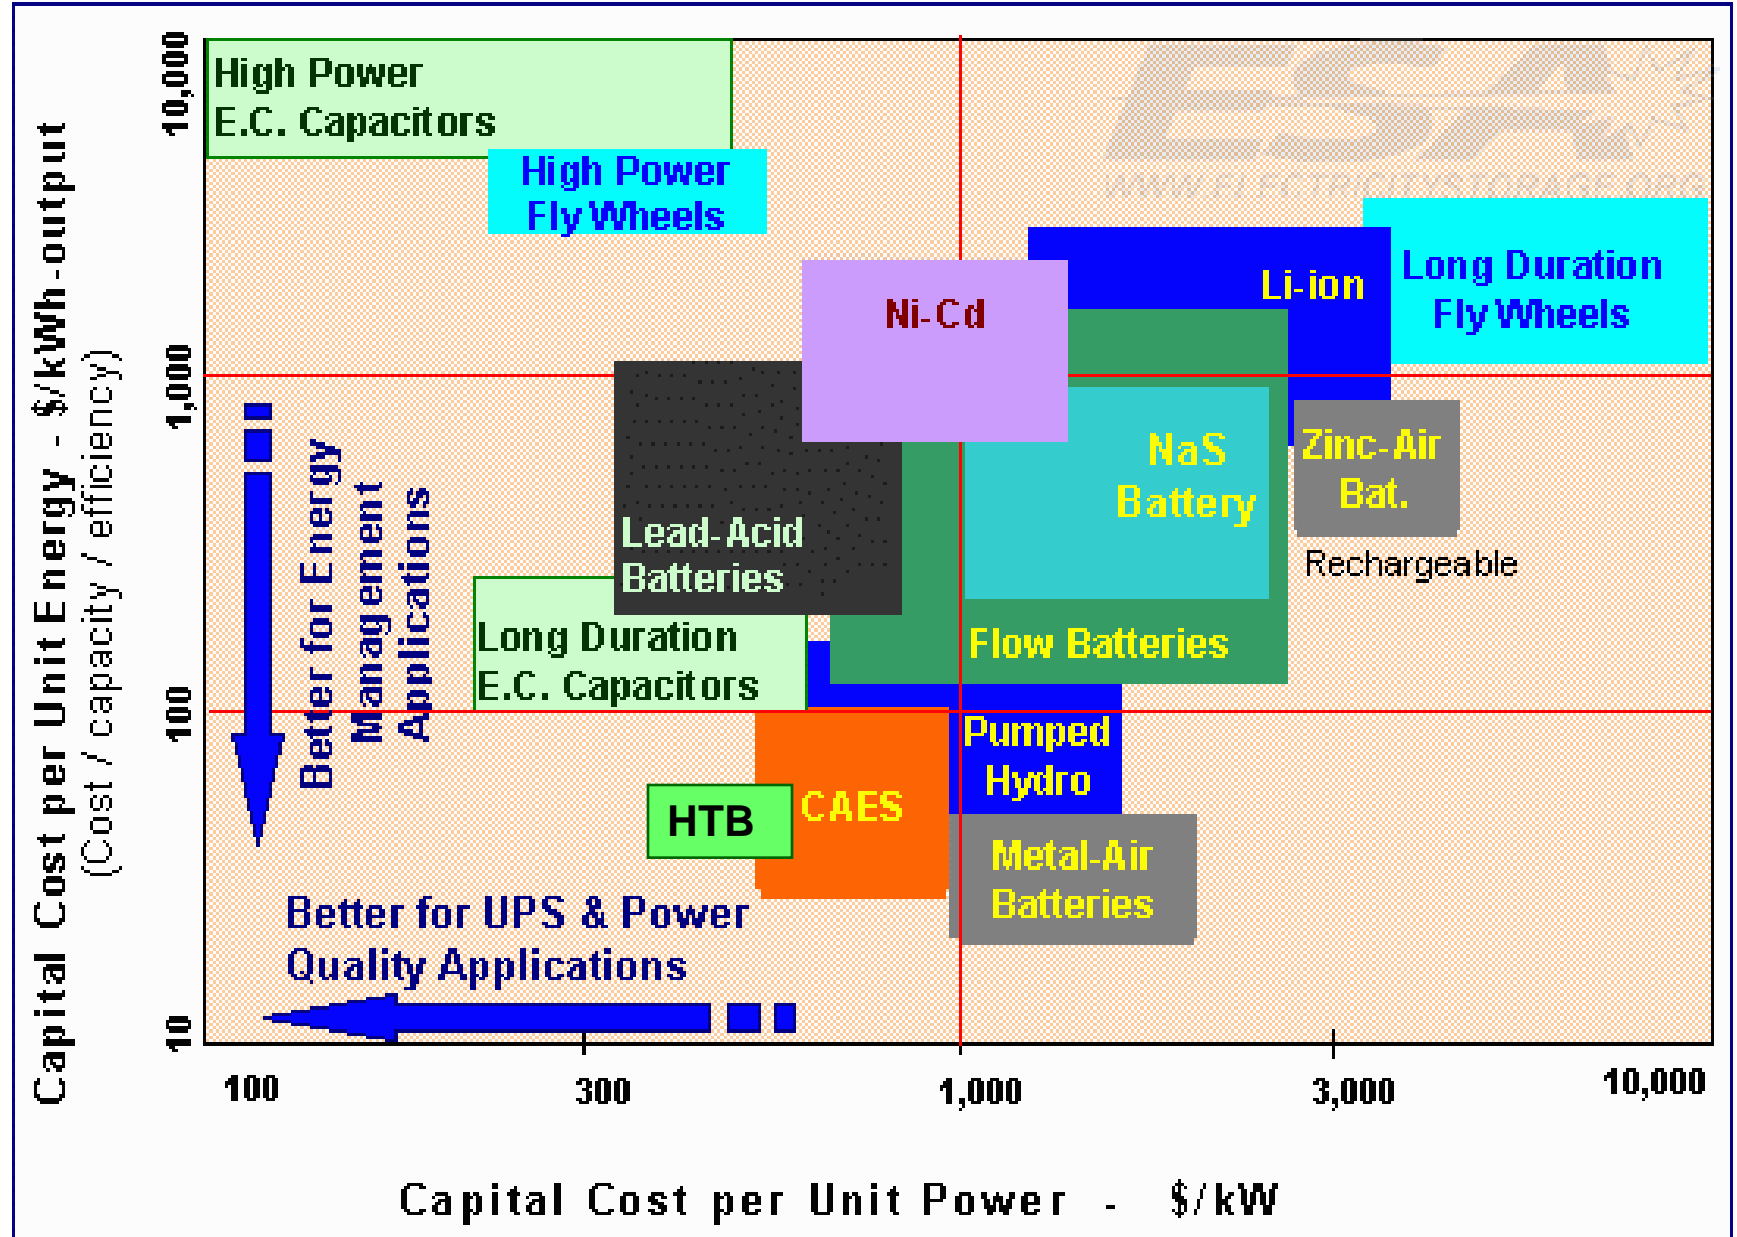 10,000
1,000
100
10
Capital Cost per Unit Energy - $/kWh-output
(Cost / capacity / efficiency)
ESA
WWW.ELECTRICITYSTORAGE.ORG
High Power
E.C. Capacitors
High Power
Fly Wheels
Long Duration
Fly Wheels
Li-ion
Ni-Cd
Zinc-Air
Bat.
Rechargeable
NaS
Battery
Lead-Acid
Batteries
Flow Batteries
Long Duration
E.C. Capacitors
Better for Energy
Management
Applications
Pumped
Hydro
HTB
CAES
Metal-Air
Batteries
Better for UPS & Power
Quality Applications
100
300
1,000
3,000
10,000
Capital Cost per Unit Power - $/kW